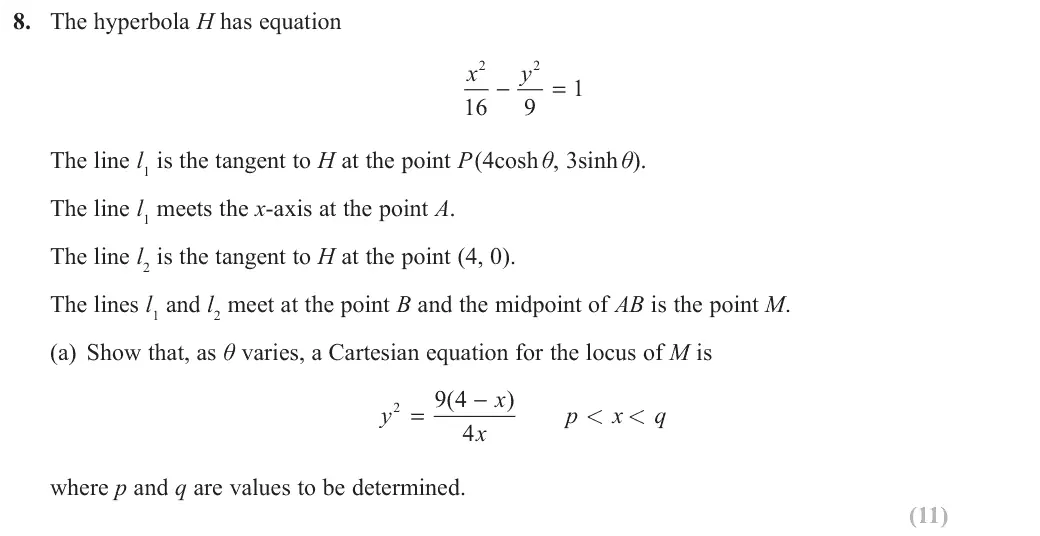 8. The hyperbola H has equation
x²/16 − y²/9 = 1
The line l₁ is the tangent to H at the point P(4cosh θ, 3sinh θ).
The line l₁ meets the x-axis at the point A.
The line l₂ is the tangent to H at the point (4, 0).
The lines l₁ and l₂ meet at the point B and the midpoint of AB is the point M.
(a) Show that, as θ varies, a Cartesian equation for the locus of M is
y² = 9(4 − x)/4x p < x < q
where p and q are values to be determined.
(11)